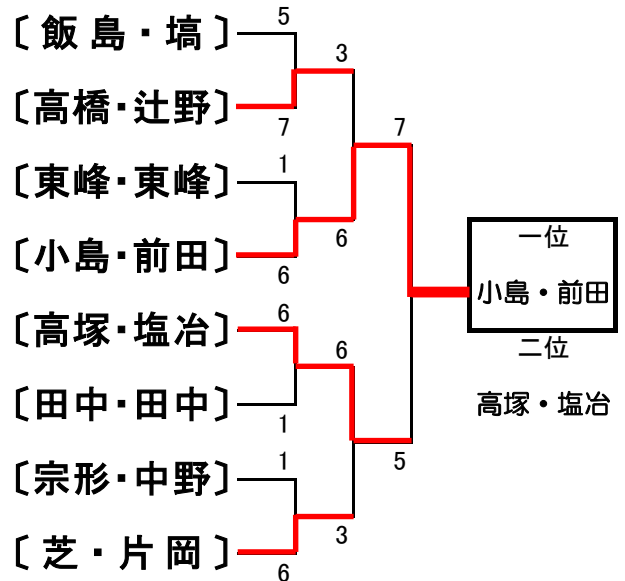 〔飯島・塙〕
5
〔高橋・辻野〕
7
3
〔東峰・東峰〕
1
〔小島・前田〕
6
6
7
〔高塚・塩冶〕
6
〔田中・田中〕
1
6
〔宗形・中野〕
1
〔芝・片岡〕
6
3
5
一位
小島・前田
二位
高塚・塩冶